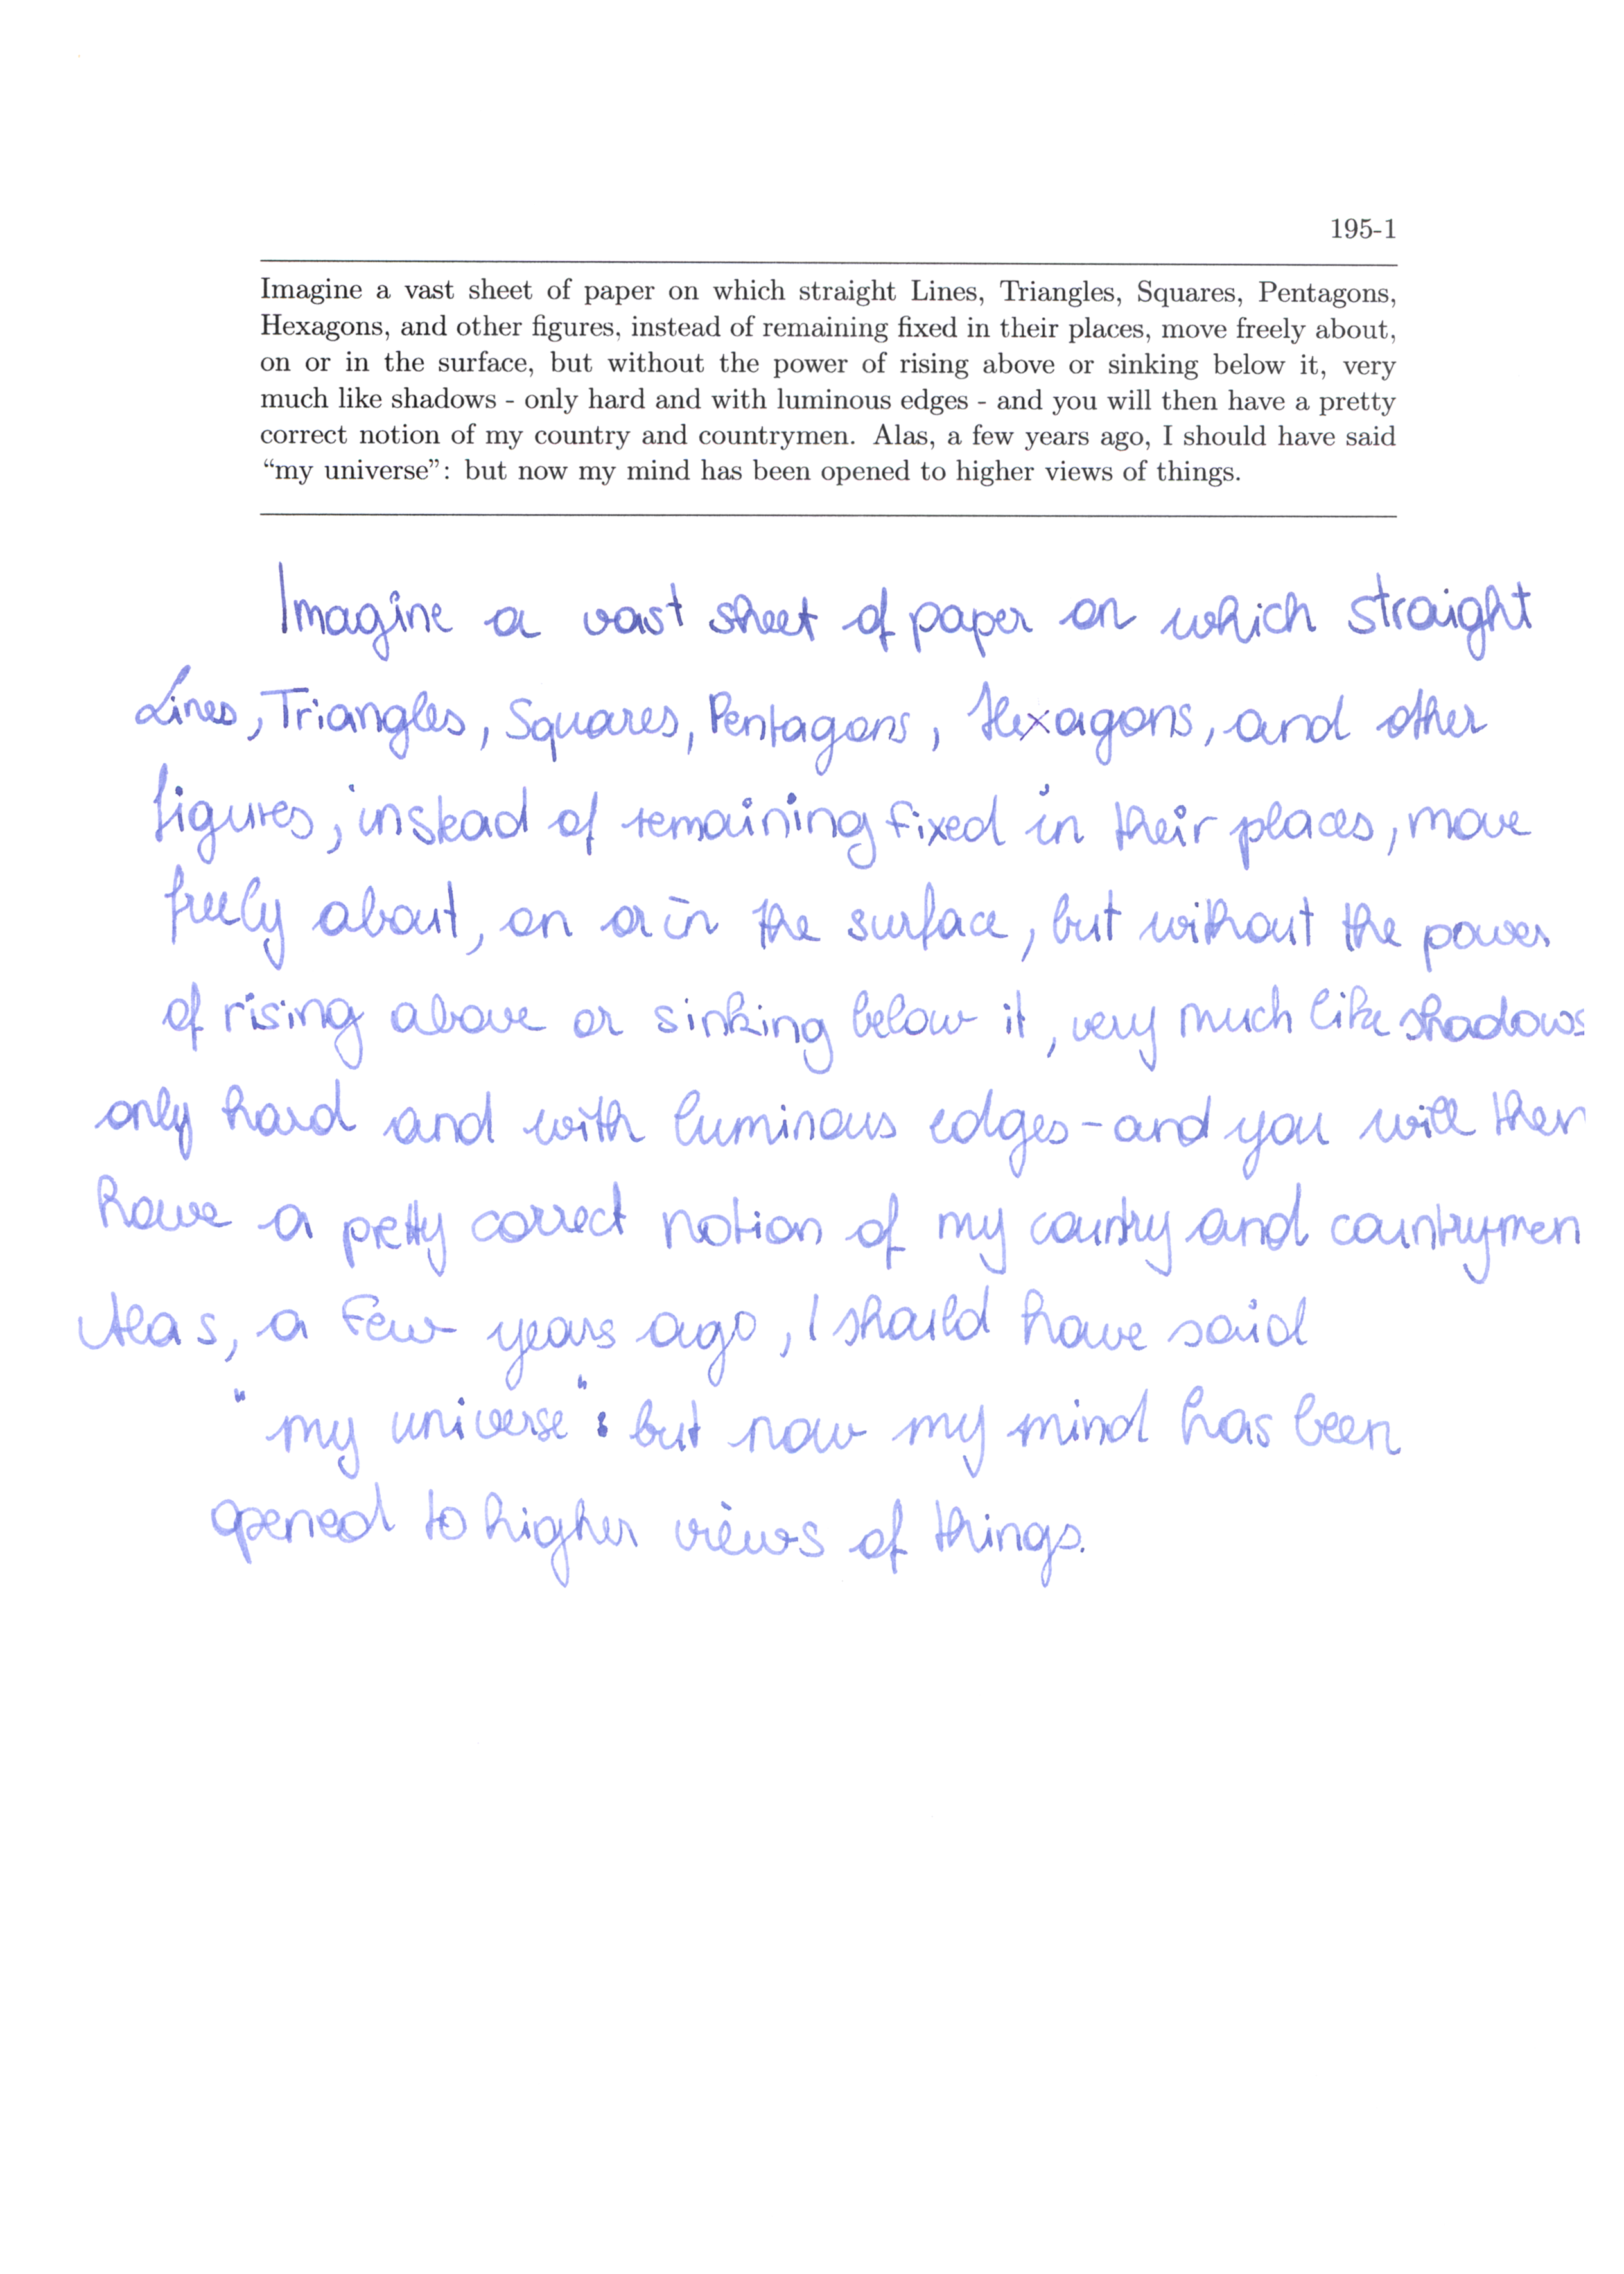 195-1
Imagine a vast sheet of paper on which straight Lines, Triangles, Squares, Pentagons,
Hexagons, and other figures, instead of remaining fixed in their places, move freely about,
on or in the surface, but without the power of rising above or sinking below it, very
much like shadows - only hard and with luminous edges - and you will then have a pretty
correct notion of my country and countrymen. Alas, a few years ago, I should have said
“my universe”: but now my mind has been opened to higher views of things.
Imagine a vast sheet of paper on which straight
Lines, Triangles, Squares, Pentagons, Hexagons, and other
figures, instead of remaining fixed in their places, move
freely about, on or in the surface, but without the power
of rising above or sinking below it, very much like shadows
only hard and with luminous edges - and you will then
have a pretty correct notion of my country and countrymen
Alas, a few years ago, I should have said
"my universe": but now my mind has been
opened to higher views of things.